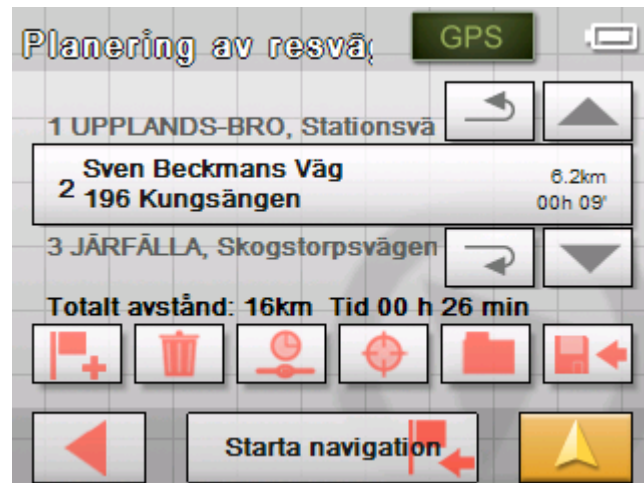 Planering av resväg
GPS
1 UPPLANDS-BRO, Stationsvä
2 Sven Beckmans Väg
196 Kungsängen
6.2km
00h 09'
3 JÄRFÄLLA, Skogstorpsvägen
Totalt avstånd: 16km Tid 00 h 26 min
Starta navigation